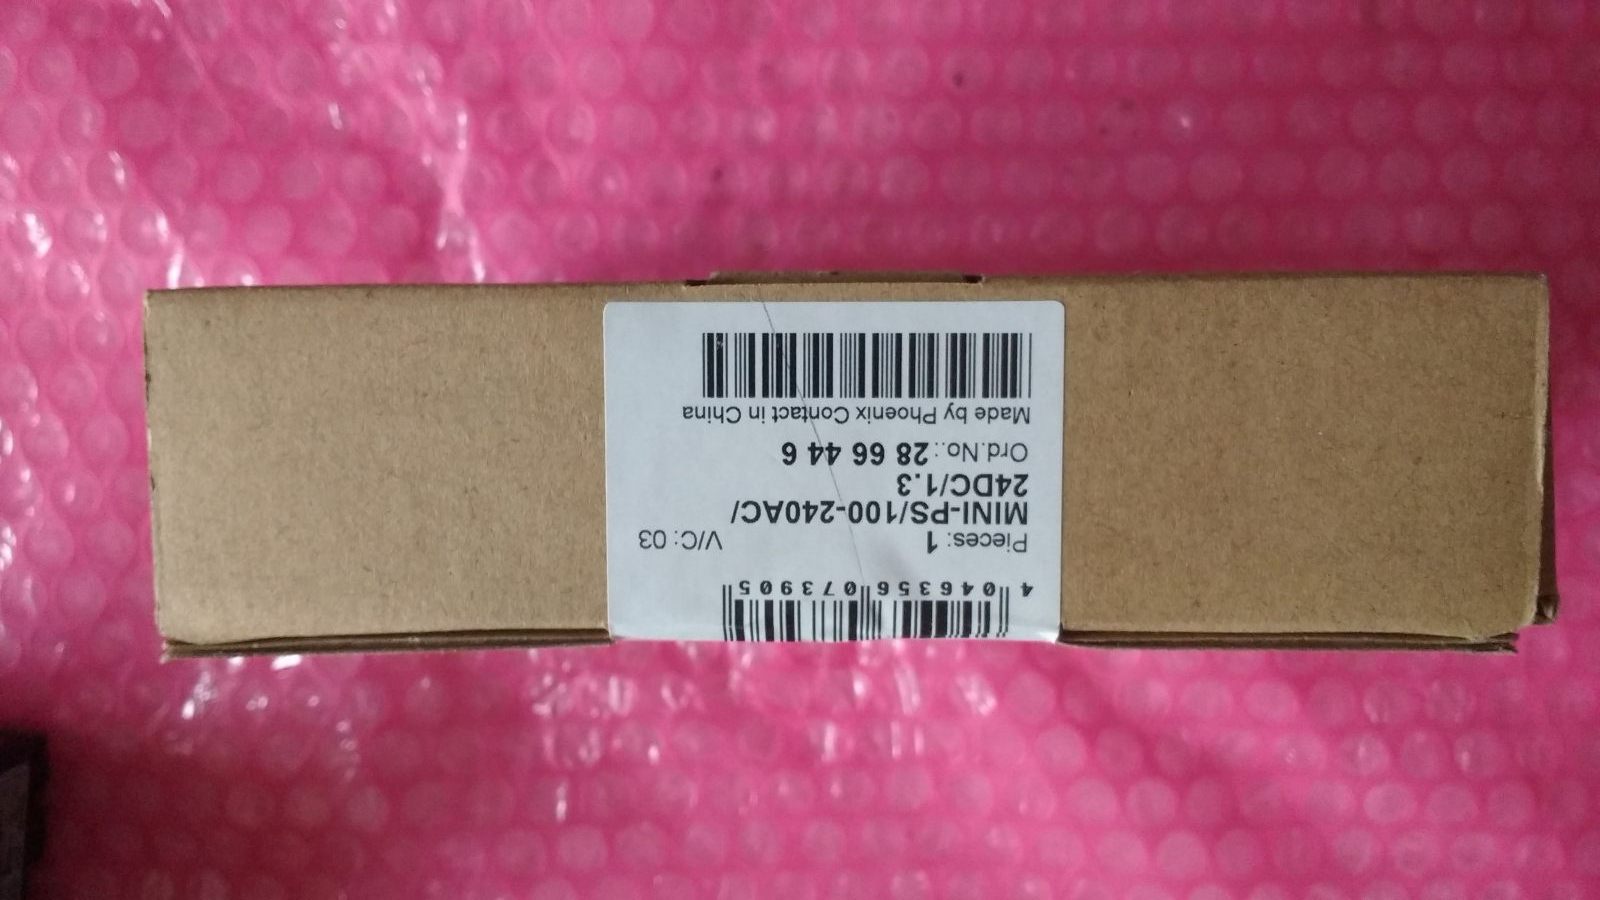 4 046356 073905
Pieces: 1 V/C: 03
MINI-PS/100-240AC/
24DC/1.3
Ord.No.: 28 66 44 6
Made by Phoenix Contact in China